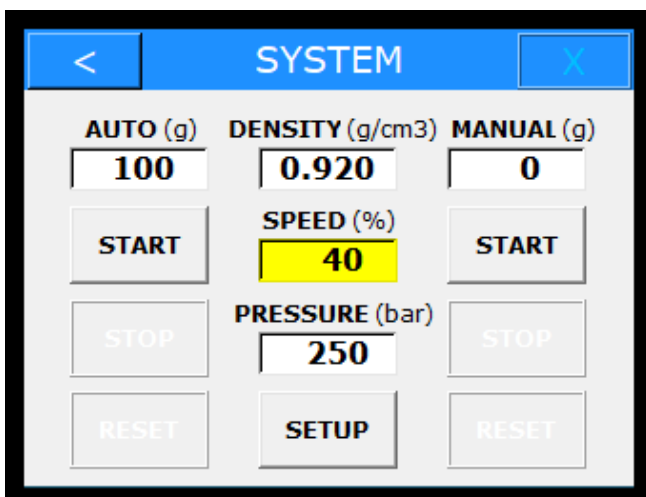 < SYSTEM X
AUTO (g) DENSITY (g/cm3) MANUAL (g)
100 0.920 0
START SPEED (%) START
40
PRESSURE (bar)
STOP 250 STOP
RESET SETUP RESET